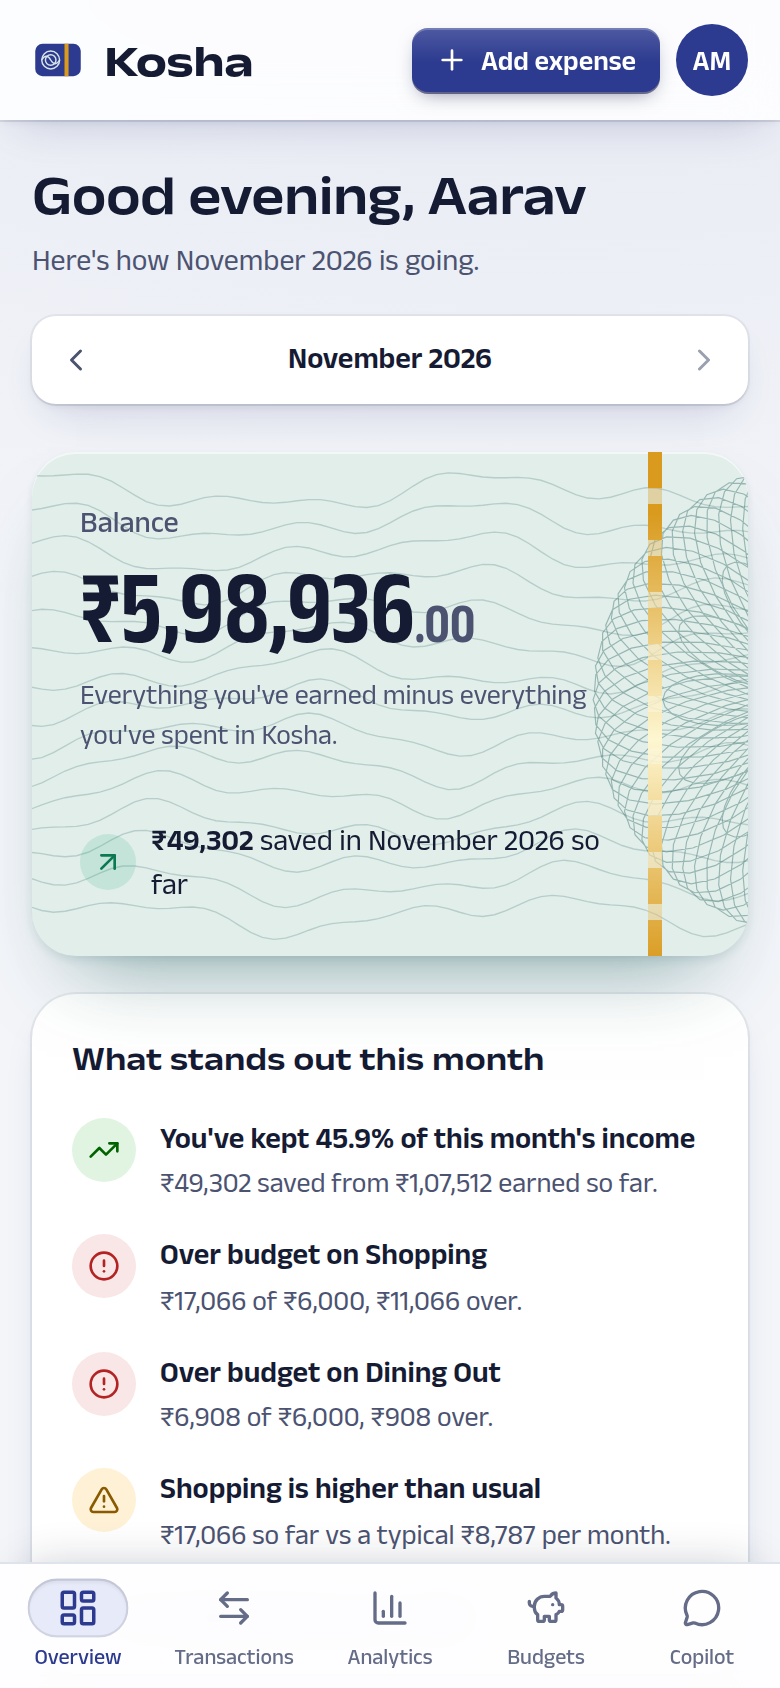 Kosha
Add expense
AM
Good evening, Aarav
Here's how November 2026 is going.
November 2026
Balance
₹5,98,936.00
Everything you've earned minus everything
you've spent in Kosha.
₹49,302 saved in November 2026 so
far
What stands out this month
You've kept 45.9% of this month's income
₹49,302 saved from ₹1,07,512 earned so far.
Over budget on Shopping
₹17,066 of ₹6,000, ₹11,066 over.
Over budget on Dining Out
₹6,908 of ₹6,000, ₹908 over.
Shopping is higher than usual
₹17,066 so far vs a typical ₹8,787 per month.
Overview
Transactions
Analytics
Budgets
Copilot